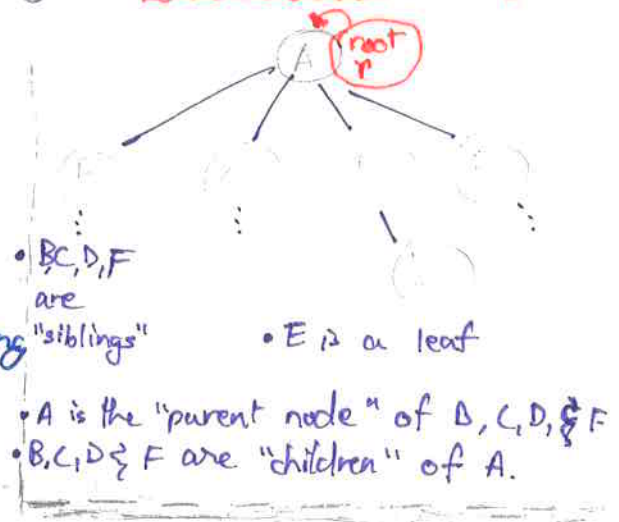 root
A
r
• B,C,D,F
are
"siblings"
• E is a leaf
• A is the "parent node" of B, C, D, & F
• B, C, D & F are "children" of A.